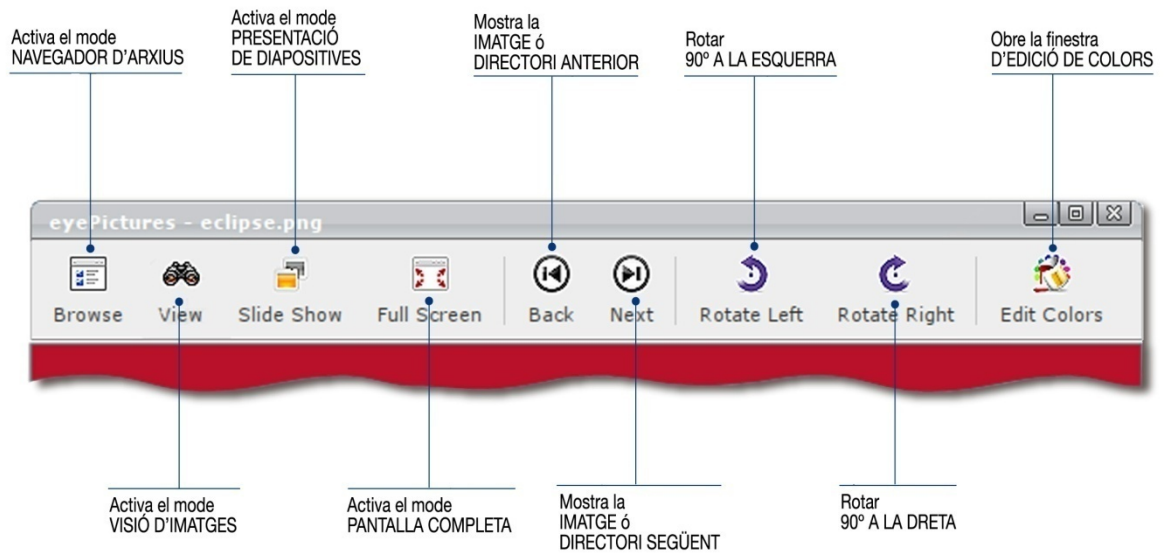 Activa el mode
NAVEGADOR D'ARXIUS
Activa el mode
PRESENTACIÓ
DE DIAPOSITIVES
Mostra la
IMATGE ó
DIRECTORI ANTERIOR
Rotar
90º A LA ESQUERRA
Obre la finestra
D'EDICIÓ DE COLORS
eyePictures - eclipse.png
Browse
View
Slide Show
Full Screen
Back
Next
Rotate Left
Rotate Right
Edit Colors
Activa el mode
VISIÓ D'IMATGES
Activa el mode
PANTALLA COMPLETA
Mostra la
IMATGE ó
DIRECTORI SEGÜENT
Rotar
90º A LA DRETA